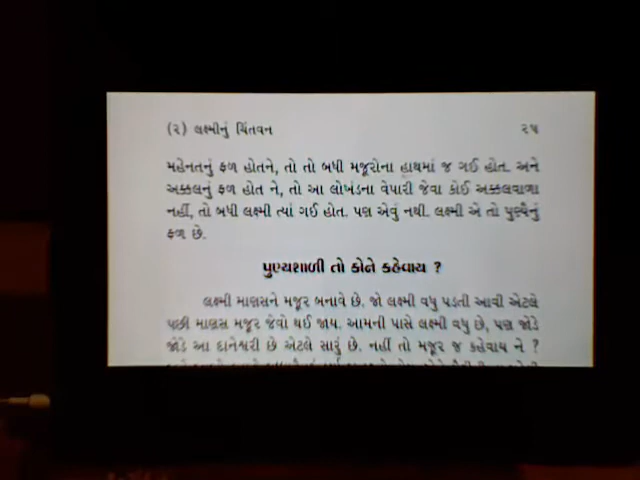 (૨) લક્ષ્મીનું ચિંતવન ૨૫
મહેનતનું ફળ હોતને, તો તો બધી મજૂરોના હાથમાં જ ગઈ હોત. અને
અક્કલનું ફળ હોત ને, તો આ લોખંડના વેપારી જેવા કોઈ અક્કલવાળા
નહીં, તો બધી લક્ષ્મી ત્યાં ગઈ હોત. પણ એવું નથી. લક્ષ્મી એ તો પુણ્યૈનું
ફળ છે.
પુણ્યશાળી તો કોને કહેવાય ?
લક્ષ્મી માણસને મજૂર બનાવે છે. જો લક્ષ્મી વધુ પડતી આવી એટલે
પછી માણસ મજૂર જેવો થઈ જાય. આમની પાસે લક્ષ્મી વધુ છે, પણ જોડે
જોડે આ દાનેશ્વરી છે એટલે સારું છે. નહીં તો મજૂર જ કહેવાય ને ?